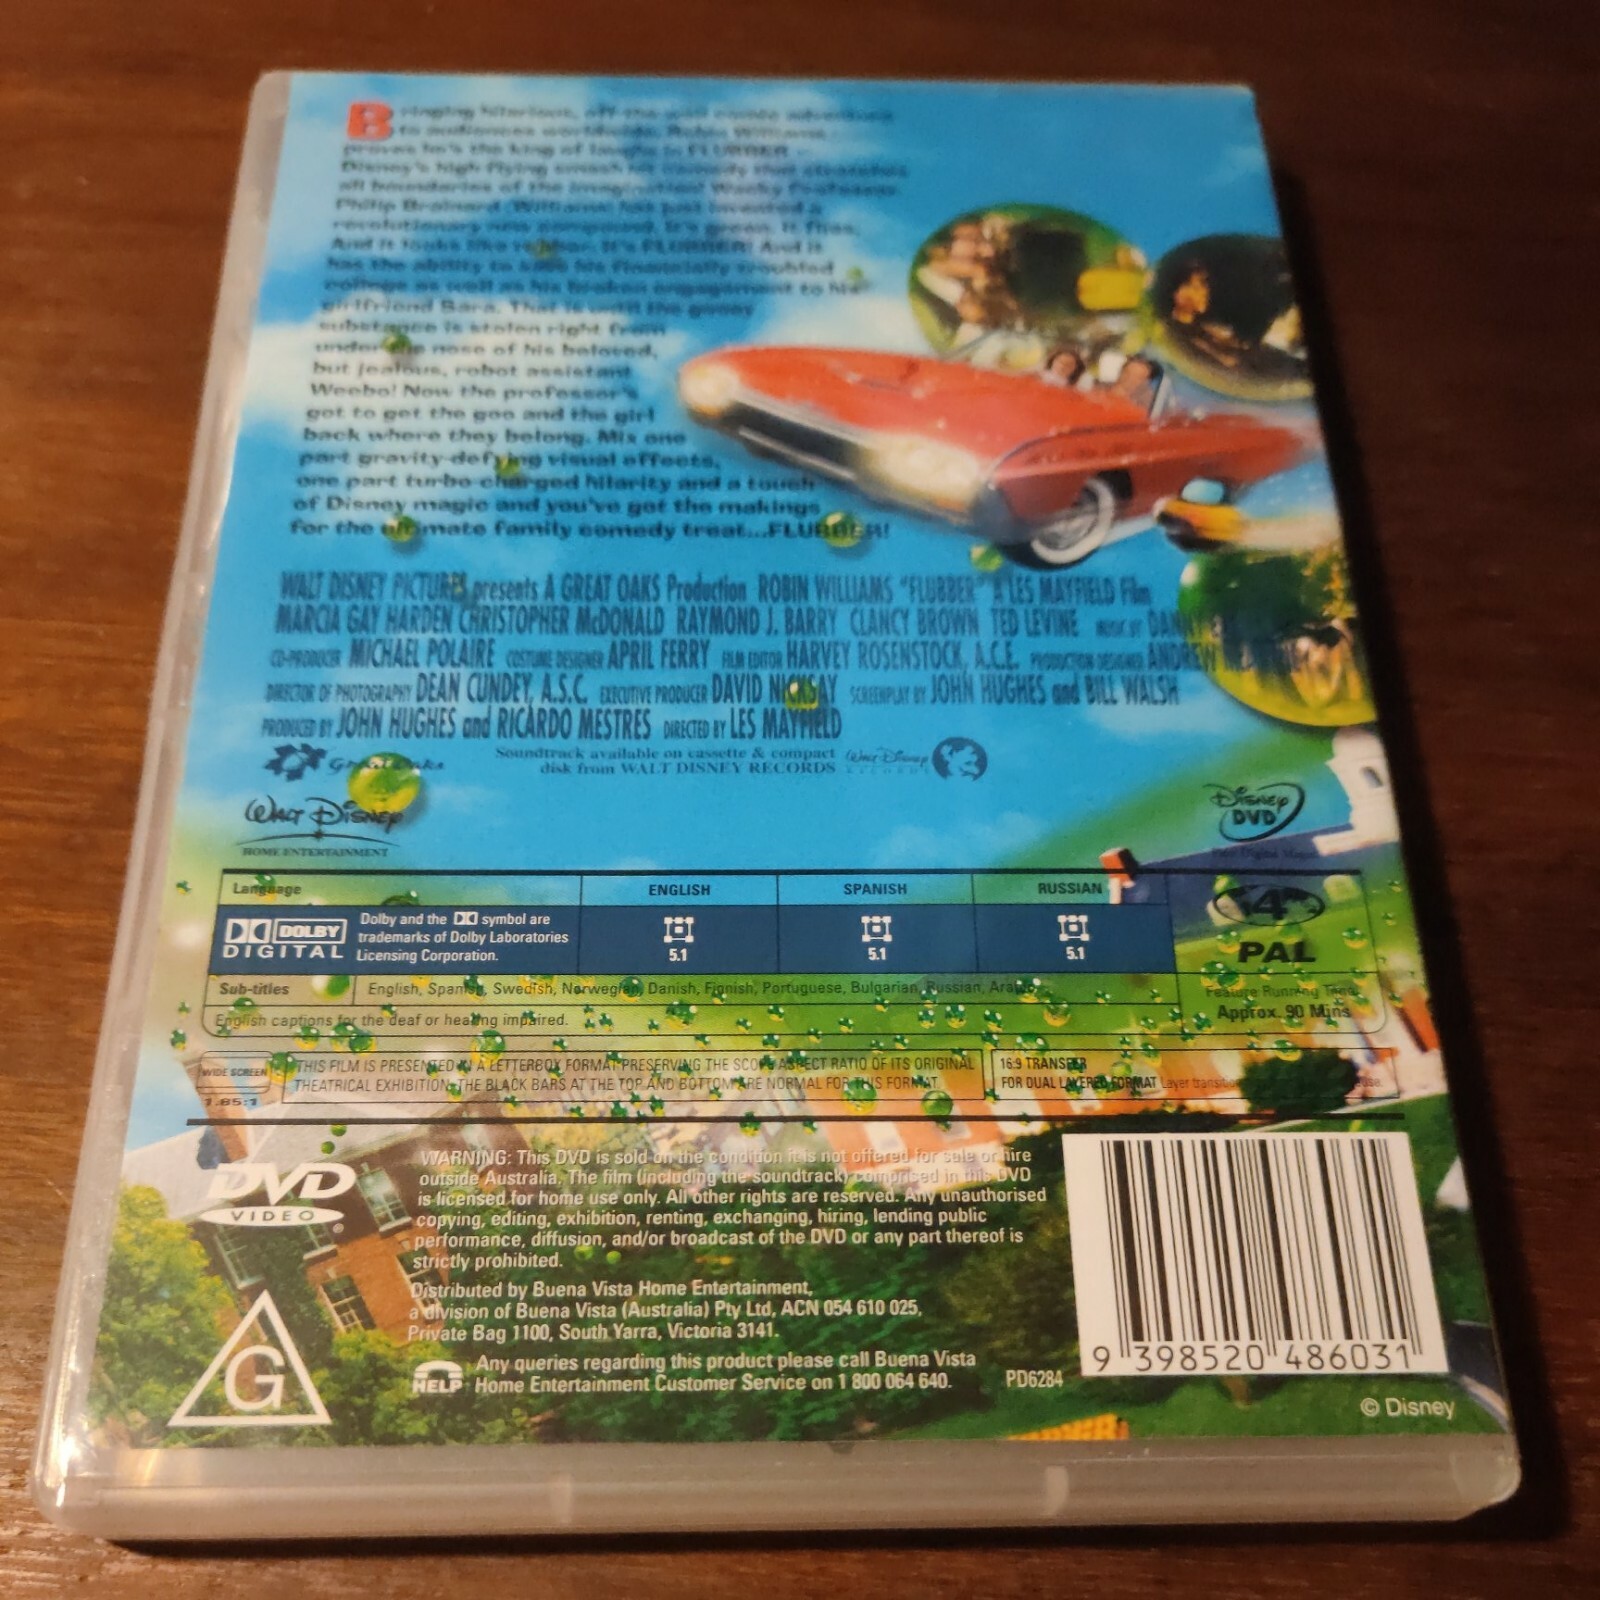 Bringing hilarious, off-the-wall comic adventure
to audiences worldwide, Robin Williams
proves he's the king of laughs in FLUBBER -
Disney's high-flying smash hit comedy that stretches
all boundaries of the imagination! Wacky Professor
Philip Brainard (Williams) has just invented a
revolutionary new compound. It's green. It flies.
And it looks like rubber. It's FLUBBER! And it
has the ability to save his financially troubled
college as well as his broken engagement to his
girlfriend Sara. That is until the gooey
substance is stolen right from
under the nose of his beloved,
but jealous, robot assistant
Weebo! Now the professor's
got to get the goo and the girl
back where they belong. Mix one
part gravity-defying visual effects,
one part turbo-charged hilarity and a touch
of Disney magic and you've got the makings
for the ultimate family comedy treat...FLUBBER!
WALT DISNEY PICTURES presents A GREAT OAKS Production ROBIN WILLIAMS "FLUBBER" A LES MAYFIELD Film
MARCIA GAY HARDEN CHRISTOPHER McDONALD RAYMOND J. BARRY CLANCY BROWN TED LEVINE MUSIC BY
CO-PRODUCER MICHAEL POLAIRE COSTUME DESIGNER APRIL FERRY FILM EDITOR HARVEY ROSENSTOCK, A.C.E. PRODUCTION DESIGNER ANDREW
DIRECTOR OF PHOTOGRAPHY DEAN CUNDEY, A.S.C. EXECUTIVE PRODUCER DAVID NICKSAY SCREENPLAY BY JOHN HUGHES and BILL WALSH
PRODUCED BY JOHN HUGHES and RICARDO MESTRES DIRECTED BY LES MAYFIELD
Great Oaks
Soundtrack available on cassette & compact
disk from WALT DISNEY RECORDS
Walt Disney
RECORDS
WALT DISNEY
HOME ENTERTAINMENT
DISNEY
DVD
Language ENGLISH SPANISH RUSSIAN
DOLBY
DIGITAL
Dolby and the symbol are
trademarks of Dolby Laboratories
Licensing Corporation.
5.1 5.1 5.1
4
PAL
Sub-titles English, Spanish, Swedish, Norwegian, Danish, Finnish, Portuguese, Bulgarian, Russian, Arabic
English captions for the deaf or hearing impaired.
Feature Running Time:
Approx. 90 Mins
WIDE SCREEN
1.85:1
THIS FILM IS PRESENTED IN A LETTERBOX FORMAT PRESERVING THE SCOPE ASPECT RATIO OF ITS ORIGINAL
THEATRICAL EXHIBITION. THE BLACK BARS AT THE TOP AND BOTTOM ARE NORMAL FOR THIS FORMAT.
16:9 TRANSFER
FOR DUAL LAYERED FORMAT Layer transition
DVD
VIDEO
WARNING: This DVD is sold on the condition it is not offered for sale or hire
outside Australia. The film (including the soundtrack) comprised in this DVD
is licensed for home use only. All other rights are reserved. Any unauthorised
copying, editing, exhibition, renting, exchanging, hiring, lending public
performance, diffusion, and/or broadcast of the DVD or any part thereof is
strictly prohibited.
Distributed by Buena Vista Home Entertainment,
a division of Buena Vista (Australia) Pty Ltd, ACN 054 610 025,
Private Bag 1100, South Yarra, Victoria 3141.
G
HELP
Any queries regarding this product please call Buena Vista
Home Entertainment Customer Service on 1 800 064 640.
PD6284
9 398520 486031
© Disney